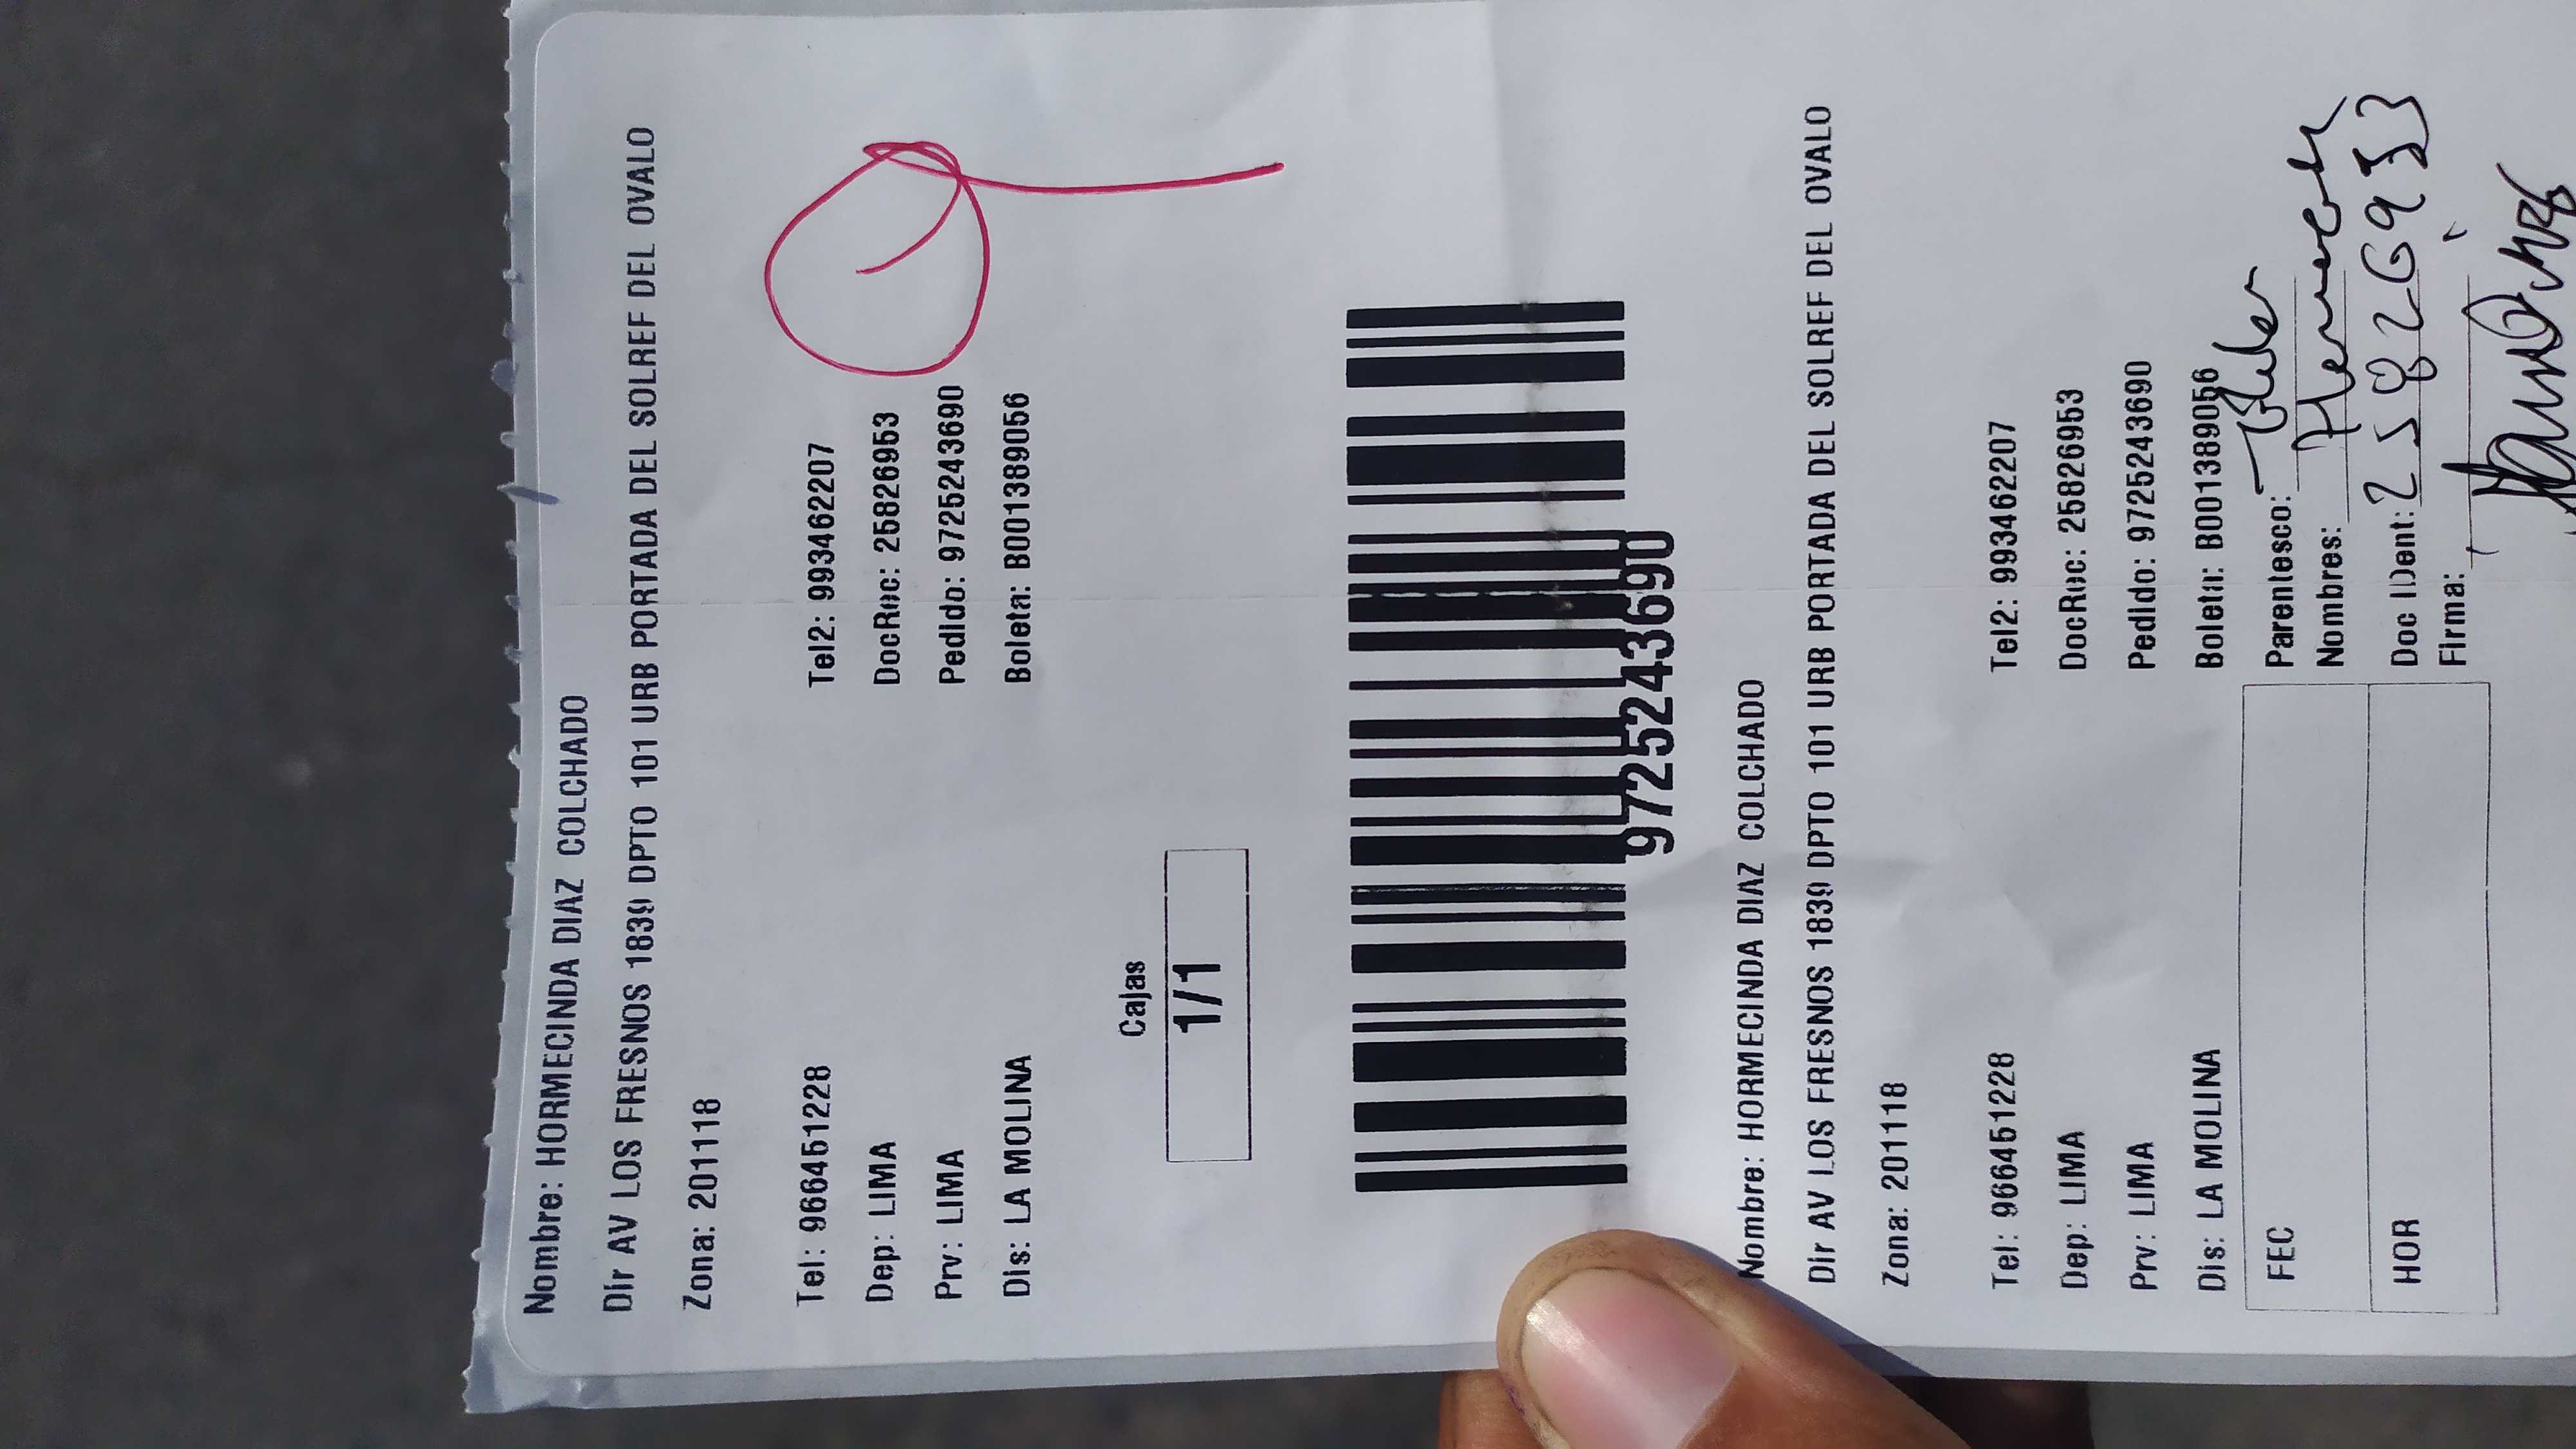 Nombre: HORMECINDA DIAZ COLCHADO
Dir AV LOS FRESNOS 1839 DPTO 101 URB PORTADA DEL SOLREF DEL OVALO
Zona: 201118
Tel: 966451228 Tel2: 993462207
Dep: LIMA DocRuc: 25826953
Prv: LIMA Pedido: 9725243690
Dis: LA MOLINA Boleta: B001389056
Cajas
1/1
9725243690
Nombre: HORMECINDA DIAZ COLCHADO
Dir AV LOS FRESNOS 1839 DPTO 101 URB PORTADA DEL SOLREF DEL OVALO
Zona: 201118
Tel: 966451228 Tel2: 993462207
Dep: LIMA DocRuc: 25826953
Prv: LIMA Pedido: 9725243690
Dis: LA MOLINA Boleta: B001389056
FEC Parentesco:
Nombres:
HOR Doc IDent: 25826953
Firma: